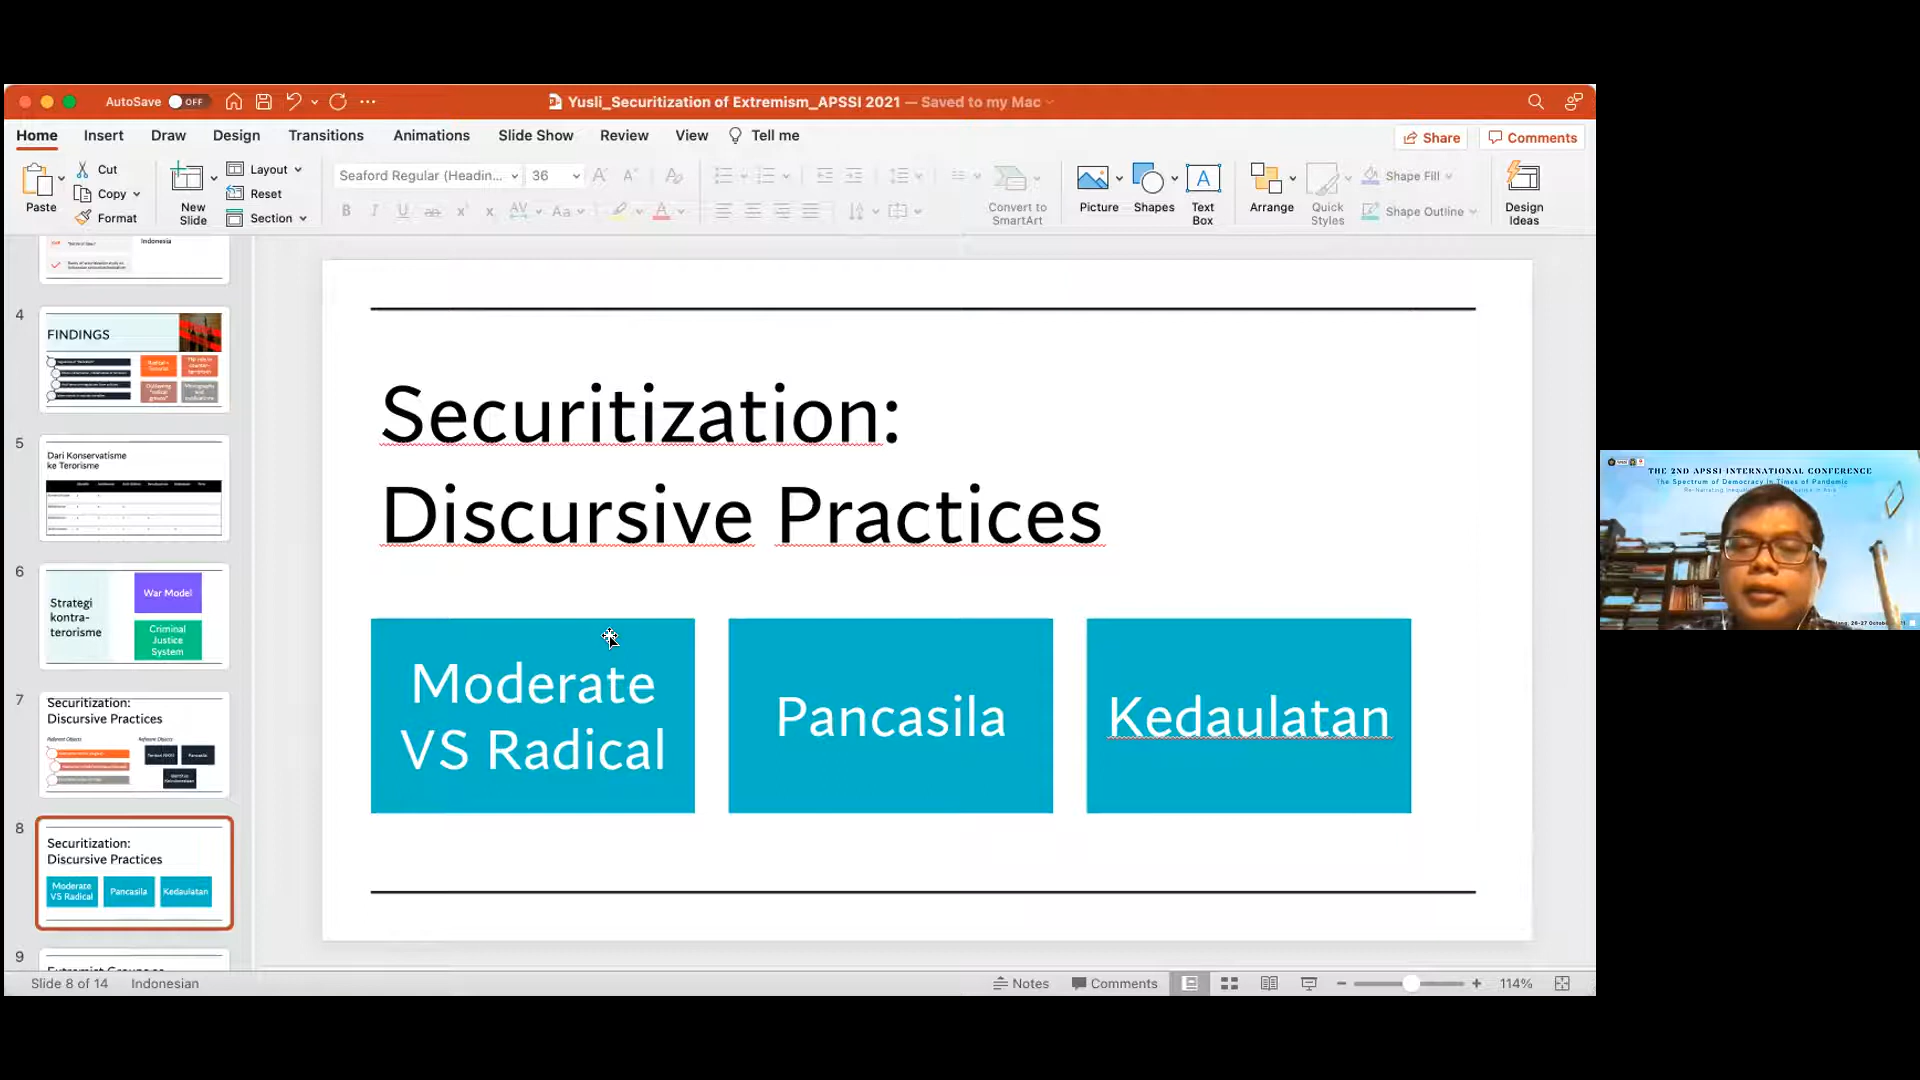 AutoSave OFF
Yusli_Securitization of Extremism_APSSI 2021 — Saved to my Mac
Home Insert Draw Design Transitions Animations Slide Show Review View Tell me
Share Comments
Paste
Cut
Copy
Format
New
Slide
Layout
Reset
Section
Seaford Regular (Headin... 36
Convert to
SmartArt
Picture
Shapes
Text
Box
Arrange
Quick
Styles
Shape Fill
Shape Outline
Design
Ideas
Indonesia
4
FINDINGS
5
Dari Konservatisme
ke Terorisme
6
Strategi
kontra-
terorisme
War Model
Criminal
Justice
System
7
Securitization:
Discursive Practices
8
Securitization:
Discursive Practices
Moderate
VS Radical
Pancasila
Kedaulatan
9
Securitization:
Discursive Practices
Moderate
VS Radical
Pancasila
Kedaulatan
THE 2ND APSSI INTERNATIONAL CONFERENCE
The Spectrum of Democracy in Times of Pandemic
Slide 8 of 14 Indonesian
Notes Comments 114%